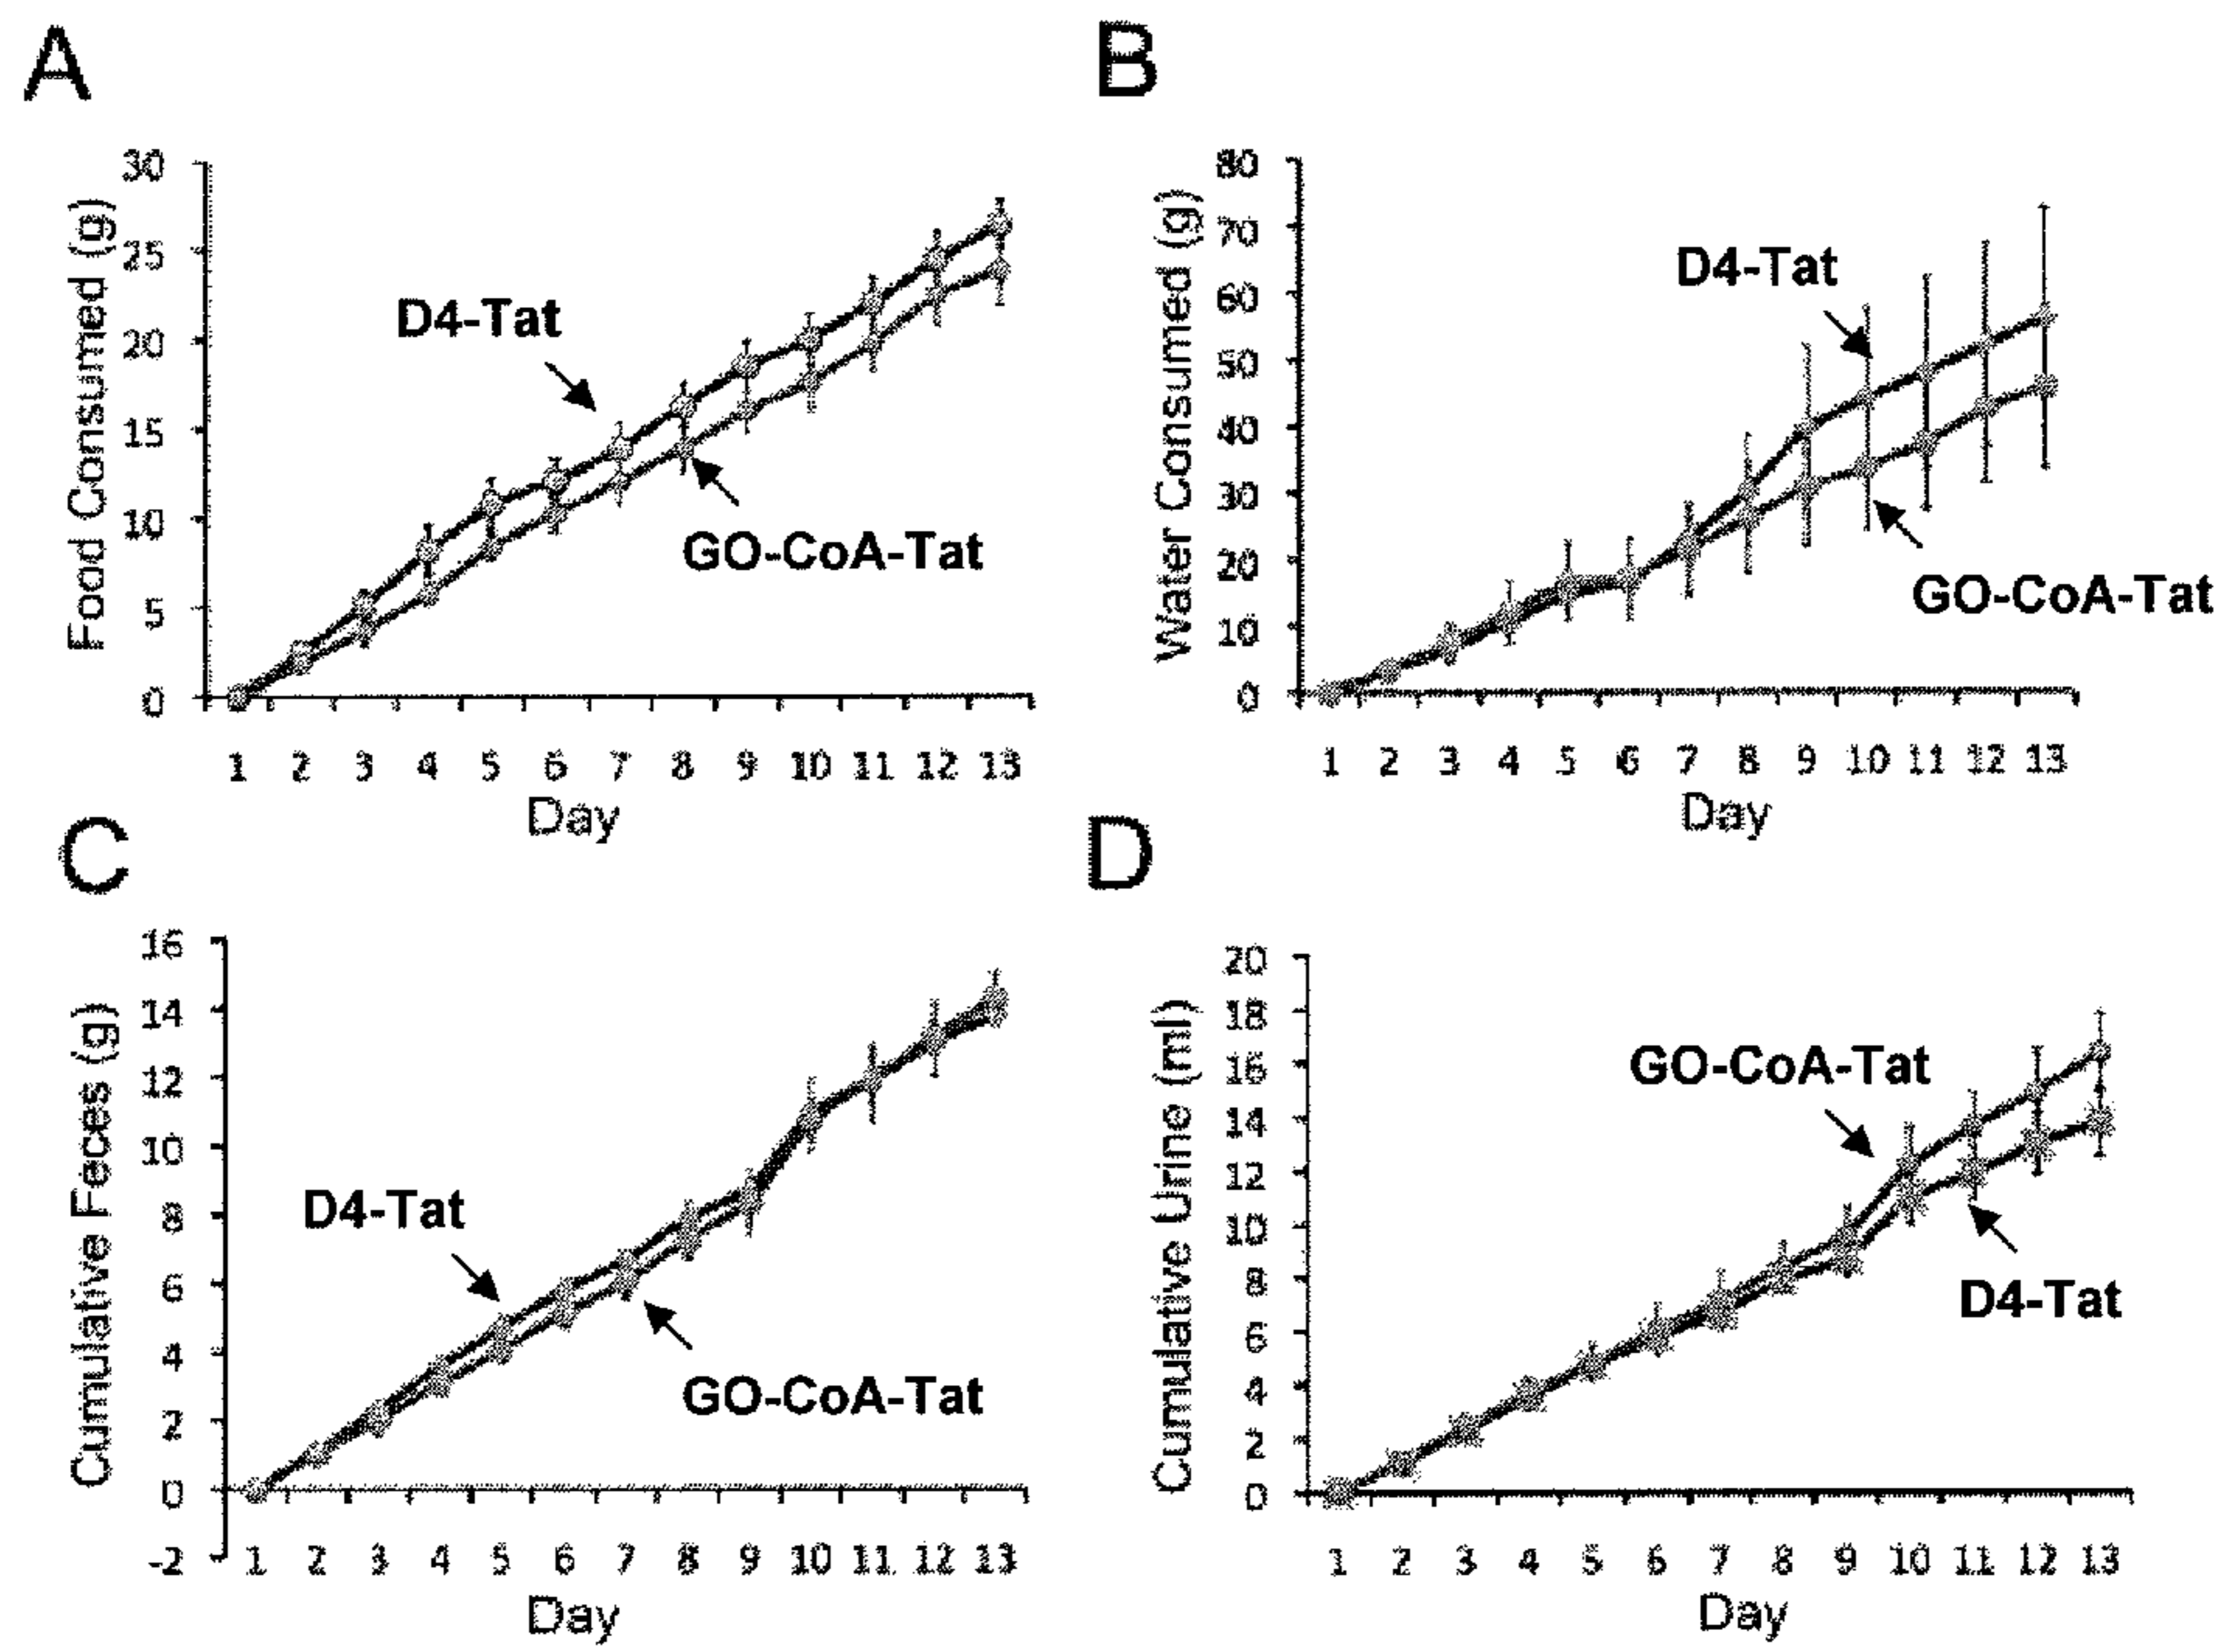 A
B
Food Consumed (g)
30
25
20
15
10
5
0
D4-Tat
GO-CoA-Tat
1 2 3 4 5 6 7 8 9 10 11 12 13
Day
Water Consumed (g)
80
70
60
50
40
30
20
10
0
D4-Tat
GO-CoA-Tat
1 2 3 4 5 6 7 8 9 10 11 12 13
Day
C
D
Cumulative Feces (g)
16
14
12
10
8
6
4
2
0
-2
D4-Tat
GO-CoA-Tat
1 2 3 4 5 6 7 8 9 10 11 12 13
Day
Cumulative Urine (ml)
20
18
16
14
12
10
8
6
4
2
0
GO-CoA-Tat
D4-Tat
1 2 3 4 5 6 7 8 9 10 11 12 13
Day